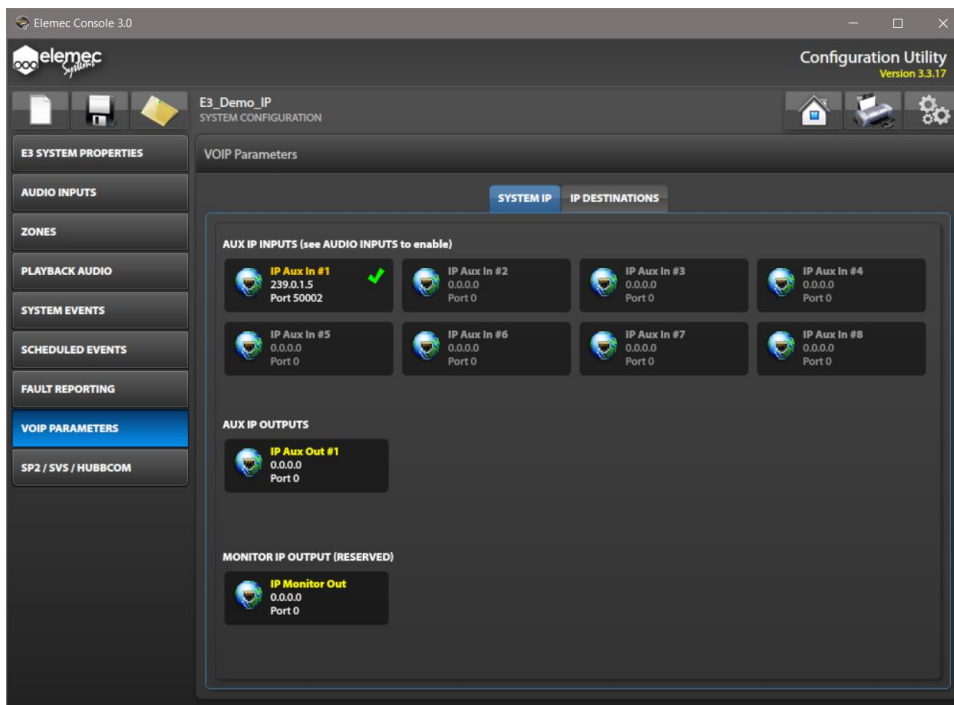 Elemec Console 3.0
elemec
Systems
Configuration Utility
Version 3.3.17
E3_Demo_IP
SYSTEM CONFIGURATION
E3 SYSTEM PROPERTIES
AUDIO INPUTS
ZONES
PLAYBACK AUDIO
SYSTEM EVENTS
SCHEDULED EVENTS
FAULT REPORTING
VOIP PARAMETERS
SP2 / SVS / HUBBCOM
VOIP Parameters
SYSTEM IP
IP DESTINATIONS
AUX IP INPUTS (see AUDIO INPUTS to enable)
IP Aux In #1
239.0.1.5
Port 50002
IP Aux In #2
0.0.0.0
Port 0
IP Aux In #3
0.0.0.0
Port 0
IP Aux In #4
0.0.0.0
Port 0
IP Aux In #5
0.0.0.0
Port 0
IP Aux In #6
0.0.0.0
Port 0
IP Aux In #7
0.0.0.0
Port 0
IP Aux In #8
0.0.0.0
Port 0
AUX IP OUTPUTS
IP Aux Out #1
0.0.0.0
Port 0
MONITOR IP OUTPUT (RESERVED)
IP Monitor Out
0.0.0.0
Port 0